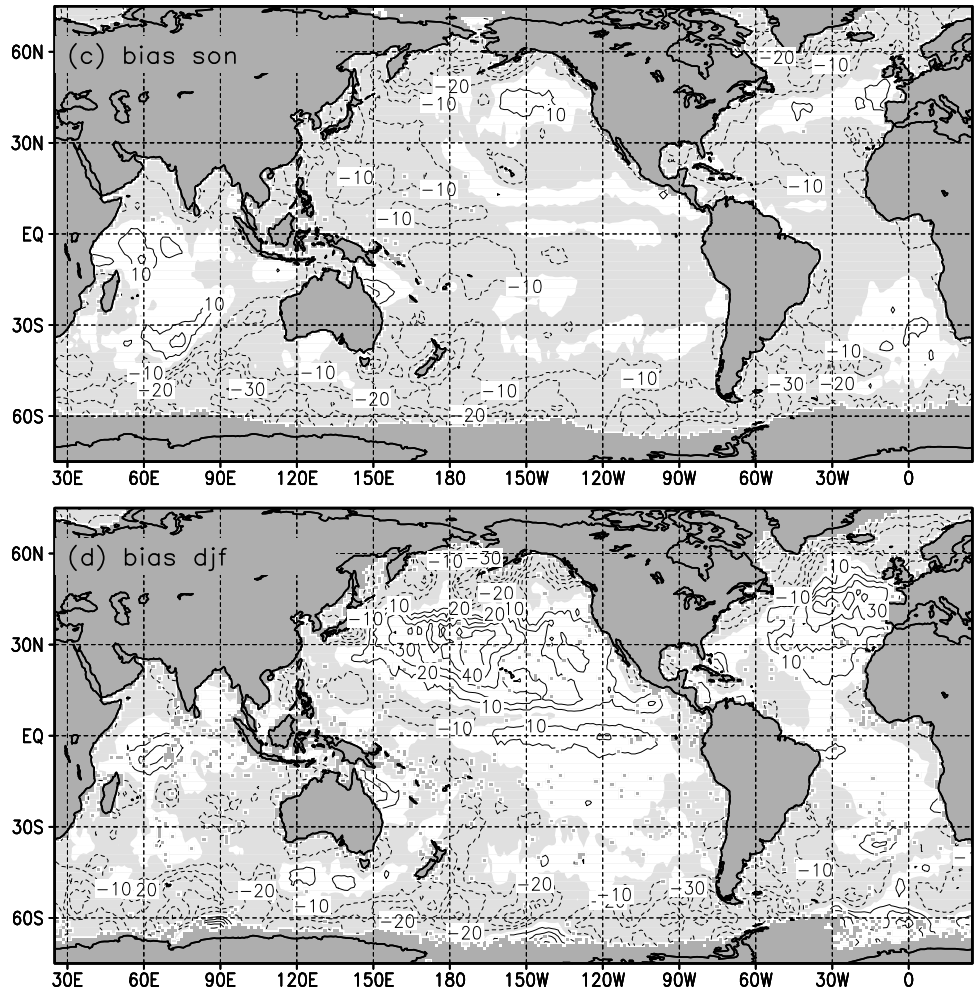 60N (c) bias son
−20
−20 −10
−10 10
30N
−10 −10 −10
−10
EQ
10
−10
10
30S
−10
−10 −10 −10 −10
−20 −30 −30 −20
−20
60S 20
30E 60E 90E 120E 150E 180 150W 120W 90W 60W 30W 0
60N (d) bias djf −10 −30 10
−20 −10
10 20 20 10 30
−10
30N 30
10
20 40
10
−10 −10
EQ
30S
−10
−10 20 −20 −20 −10 −30
−10
60S −20 −20
30E 60E 90E 120E 150E 180 150W 120W 90W 60W 30W 0